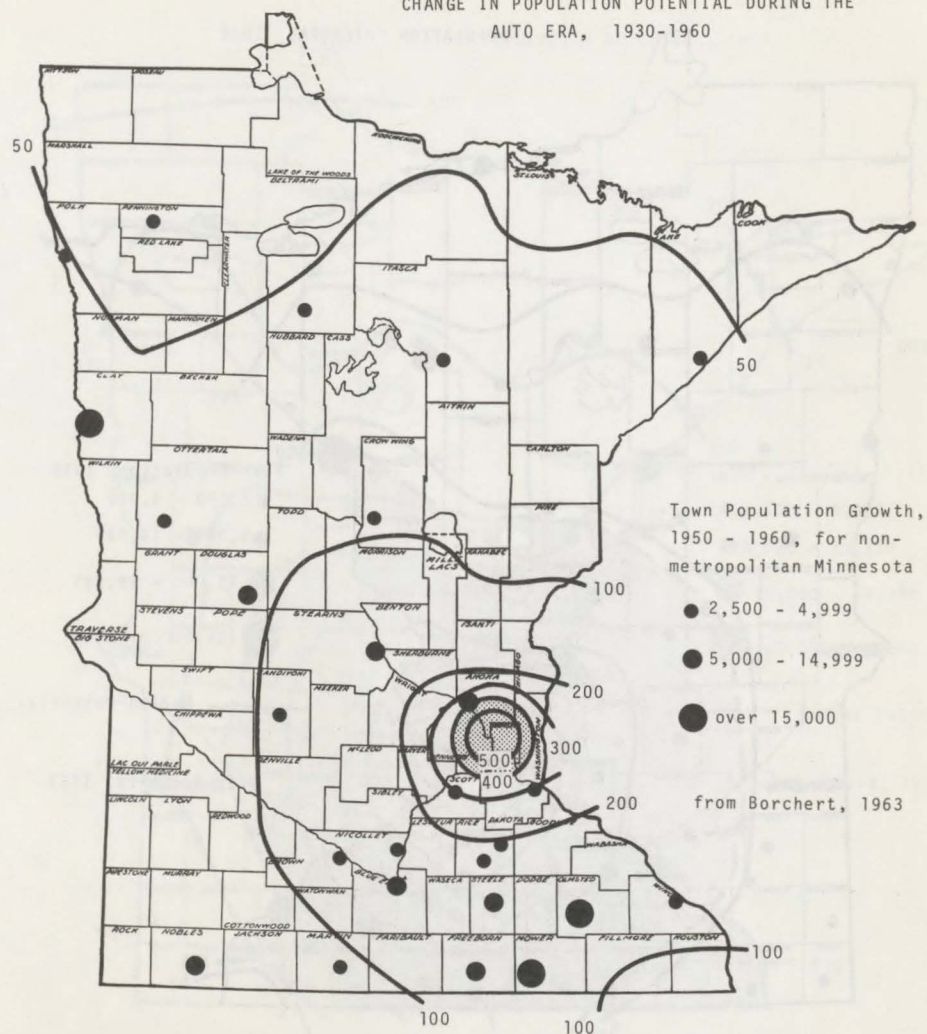 CHANGE IN POPULATION POTENTIAL DURING THE
AUTO ERA, 1930-1960
KITTSON
ROSEAU
50
MARSHALL
LAKE OF THE WOODS
BELTRAMI
KOOCHICHING
ST. LOUIS
LAKE
COOK
POLK
PENNINGTON
RED LAKE
CLEARWATER
ITASCA
NORMAN
MAHNOMEN
HUBBARD
CASS
50
CLAY
BECKER
AITKIN
WADENA
CROW WING
CARLTON
WILKIN
OTTERTAIL
TODD
PINE
GRANT
DOUGLAS
MORRISON
MILLE
LACS
KANABEC
100
STEVENS
POPE
STEARNS
BENTON
ISANTI
TRAVERSE
BIG STONE
SHERBURNE
CHISAGO
SWIFT
KANDIYOHI
MEEKER
WRIGHT
ANOKA
200
CHIPPEWA
WASHINGTON
300
LAC QUI PARLE
YELLOW MEDICINE
RENVILLE
McLEOD
500
400
SCOTT
LINCOLN
LYON
REDWOOD
SIBLEY
DAKOTA
GOODHUE
200
NICOLLET
LESUEUR
RICE
WABASHA
MURRAY
BROWN
WATONWAN
BLUE EARTH
WASECA
STEELE
DODGE
OLMSTED
WINONA
COTTONWOOD
ROCK
NOBLES
JACKSON
MARTIN
FARIBAULT
FREEBORN
MOWER
FILLMORE
HOUSTON
100
100
100
Town Population Growth,
1950 - 1960, for non-
metropolitan Minnesota
2,500 - 4,999
5,000 - 14,999
over 15,000
from Borchert, 1963